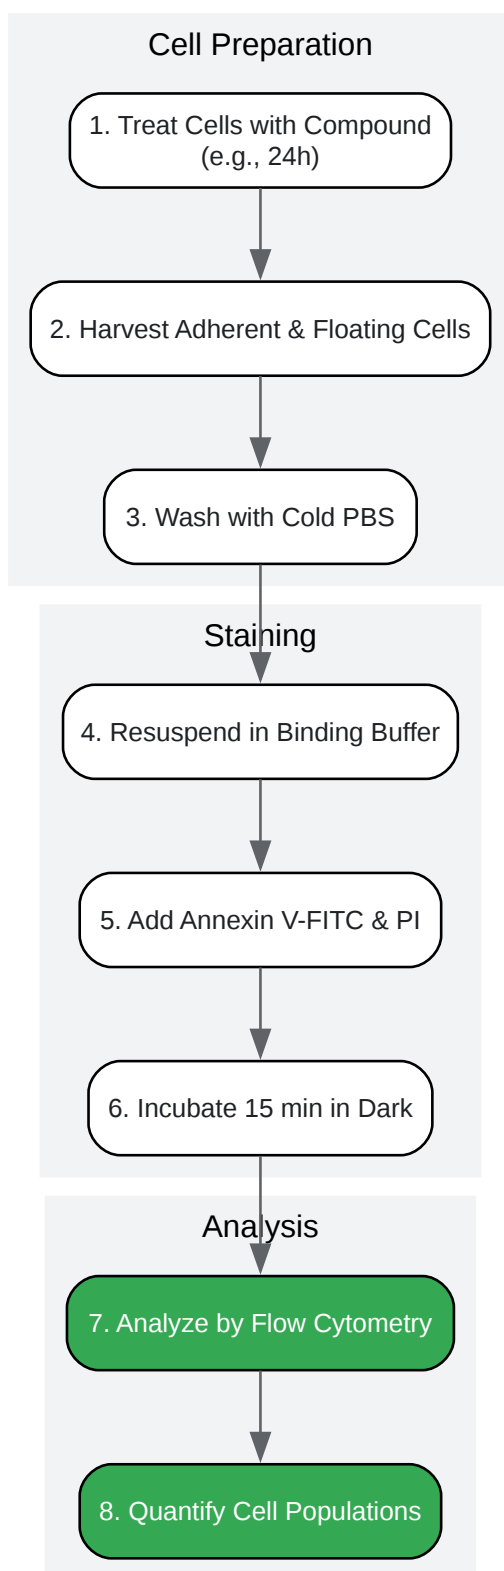 Cell Preparation
1. Treat Cells with Compound
(e.g., 24h)
2. Harvest Adherent & Floating Cells
3. Wash with Cold PBS
Staining
4. Resuspend in Binding Buffer
5. Add Annexin V-FITC & PI
6. Incubate 15 min in Dark
Analysis
7. Analyze by Flow Cytometry
8. Quantify Cell Populations